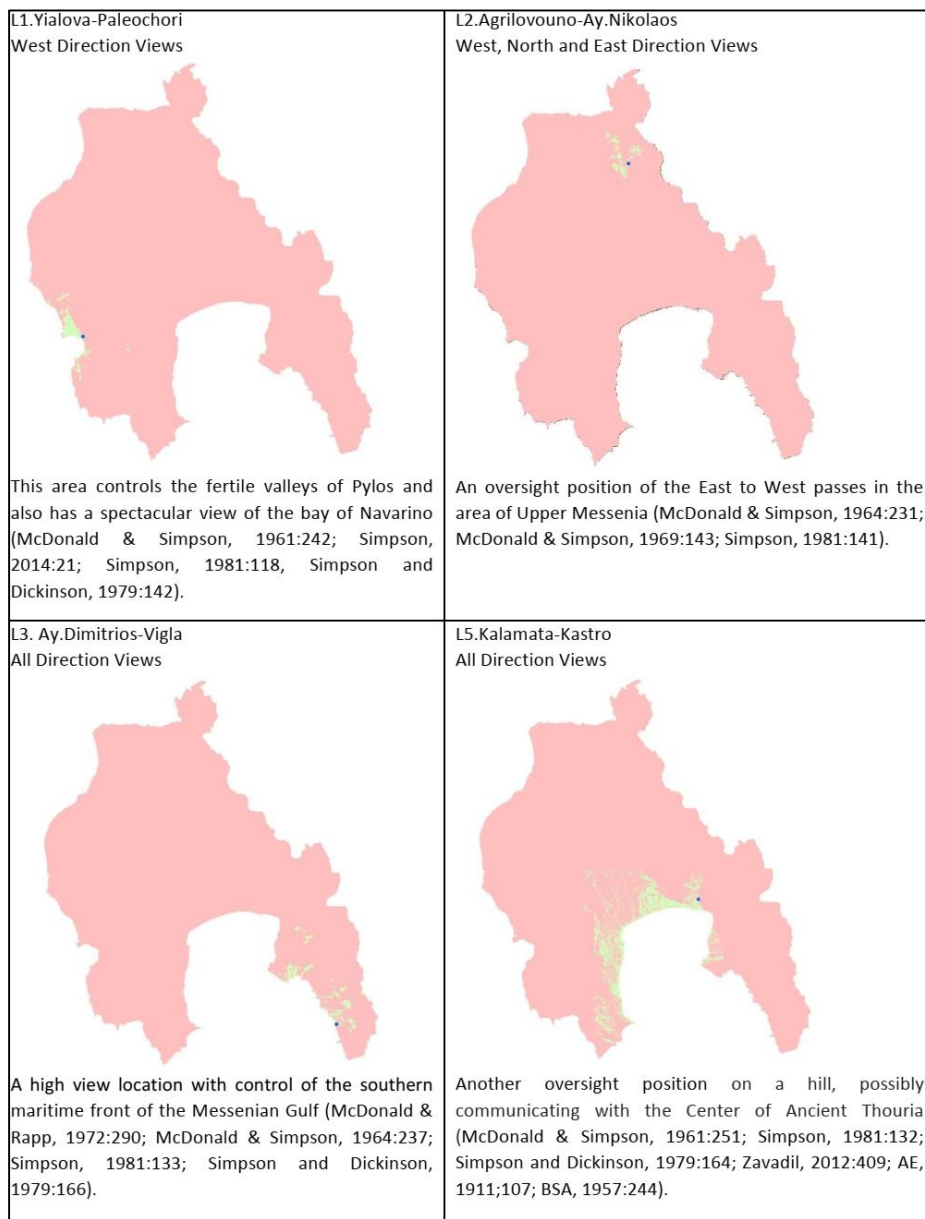 L1.Yialova-Paleochori
West Direction Views
This area controls the fertile valleys of Pylos and
also has a spectacular view of the bay of Navarino
(McDonald & Simpson, 1961:242; Simpson,
2014:21; Simpson, 1981:118, Simpson and
Dickinson, 1979:142).
L2.Agrilovouno-Ay.Nikolaos
West, North and East Direction Views
An oversight position of the East to West passes in the
area of Upper Messenia (McDonald & Simpson, 1964:231;
McDonald & Simpson, 1969:143; Simpson, 1981:141).
L3. Ay.Dimitrios-Vigla
All Direction Views
A high view location with control of the southern
maritime front of the Messenian Gulf (McDonald &
Rapp, 1972:290; McDonald & Simpson, 1964:237;
Simpson, 1981:133; Simpson and Dickinson,
1979:166).
L5.Kalamata-Kastro
All Direction Views
Another oversight position on a hill, possibly
communicating with the Center of Ancient Thouria
(McDonald & Simpson, 1961:251; Simpson, 1981:132;
Simpson and Dickinson, 1979:164; Zavadil, 2012:409; AE,
1911;107; BSA, 1957:244).